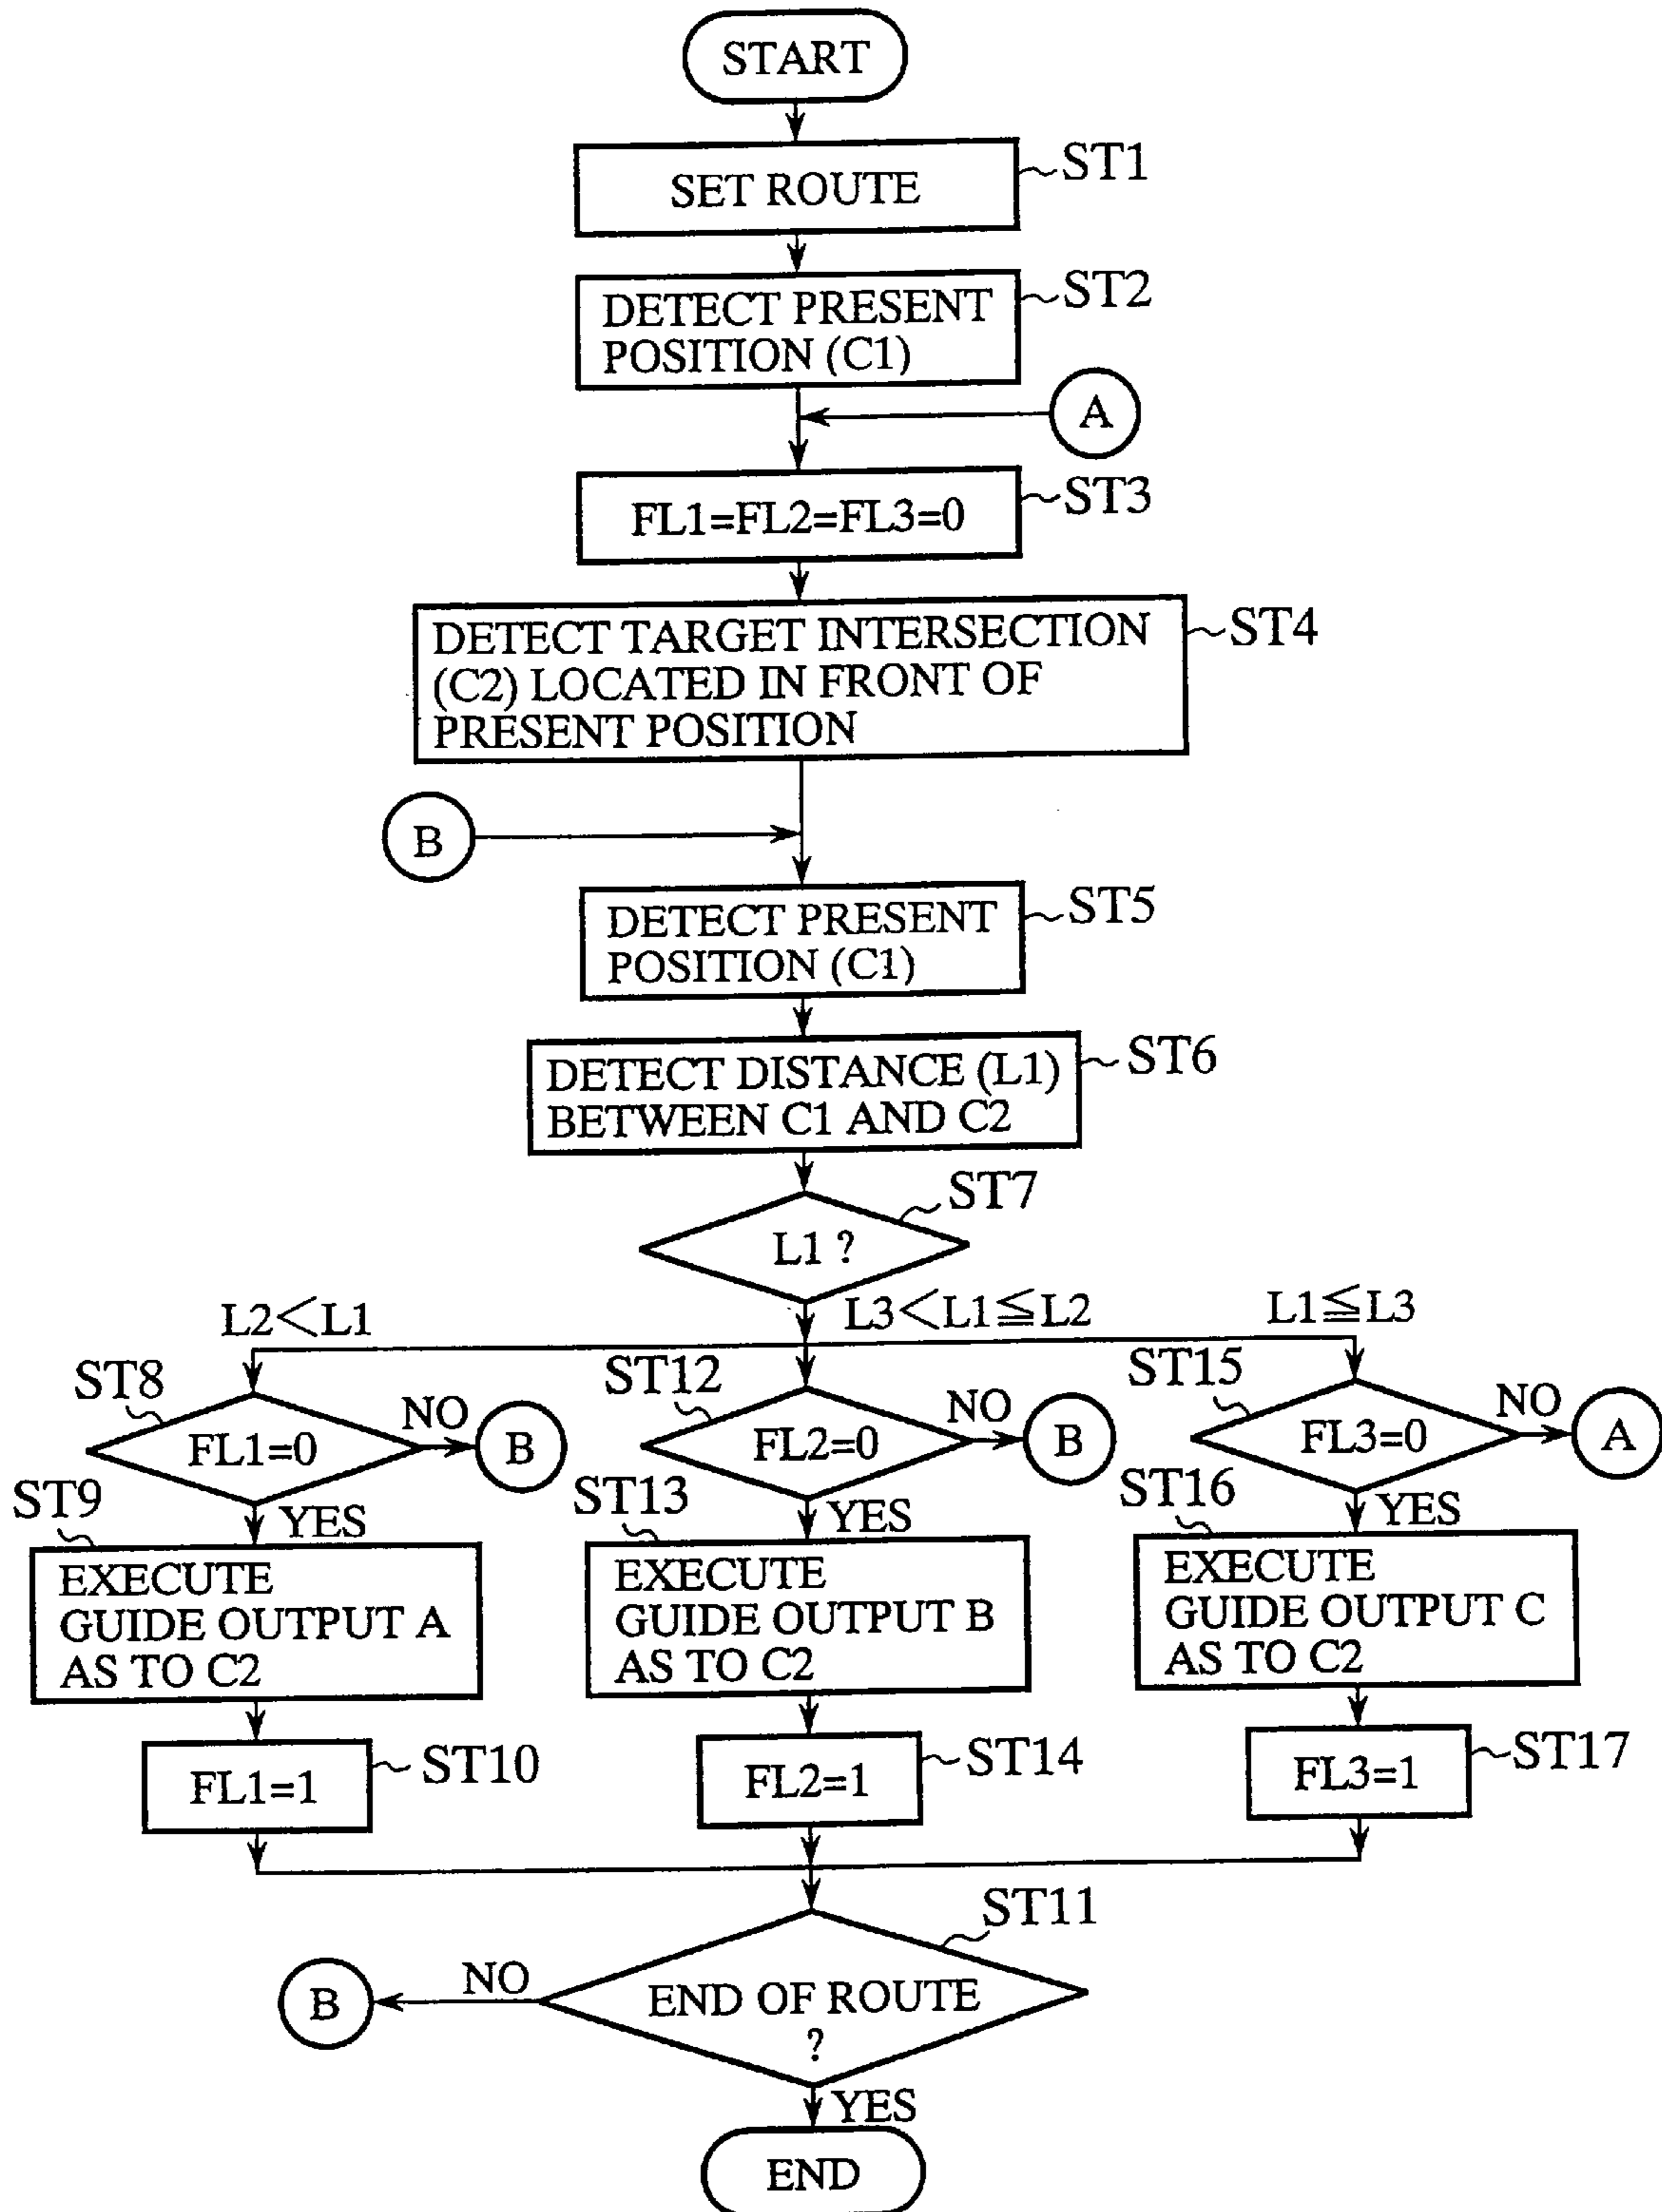 START
SET ROUTE
ST1
DETECT PRESENT
POSITION (C1)
ST2
A
FL1=FL2=FL3=0
ST3
DETECT TARGET INTERSECTION
(C2) LOCATED IN FRONT OF
PRESENT POSITION
ST4
B
DETECT PRESENT
POSITION (C1)
ST5
DETECT DISTANCE (L1)
BETWEEN C1 AND C2
ST6
ST7
L1 ?
L2<L1
L3<L1≦L2
L1≦L3
ST8
FL1=0
NO
B
ST12
FL2=0
NO
B
ST15
FL3=0
NO
A
ST9
YES
EXECUTE
GUIDE OUTPUT A
AS TO C2
ST13
YES
EXECUTE
GUIDE OUTPUT B
AS TO C2
ST16
YES
EXECUTE
GUIDE OUTPUT C
AS TO C2
FL1=1
ST10
FL2=1
ST14
FL3=1
ST17
ST11
END OF ROUTE
?
NO
B
YES
END